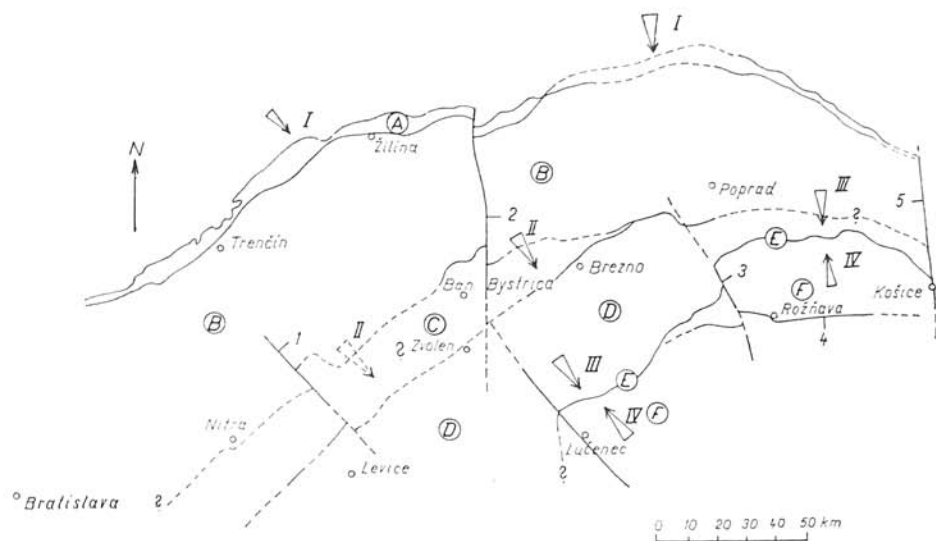 I
I
A
Žilina
N
B
Poprad
III
5
2
II
?
Trenčín
E
Brezno
3
IV
Ban
Bystrica
F
Košice
B
C
D
Rožňava
1
II
?
Zvolen
4
III
E
Nitra
D
IV
F
Lučenec
Levice
?
Bratislava
?
0 10 20 30 40 50 km